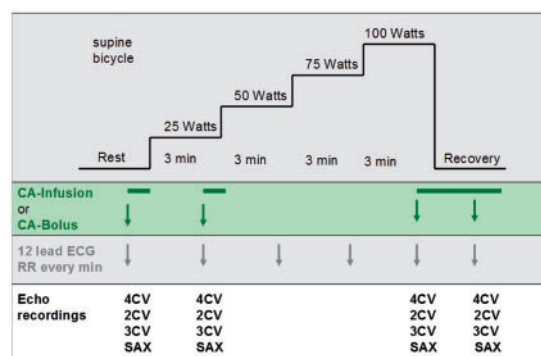 supine
bicycle
100 Watts
75 Watts
50 Watts
25 Watts
Rest 3 min 3 min 3 min 3 min Recovery
CA-Infusion
or
CA-Bolus
12 lead ECG
RR every min
Echo 4CV 4CV 4CV 4CV
recordings 2CV 2CV 2CV 2CV
3CV 3CV 3CV 3CV
SAX SAX SAX SAX